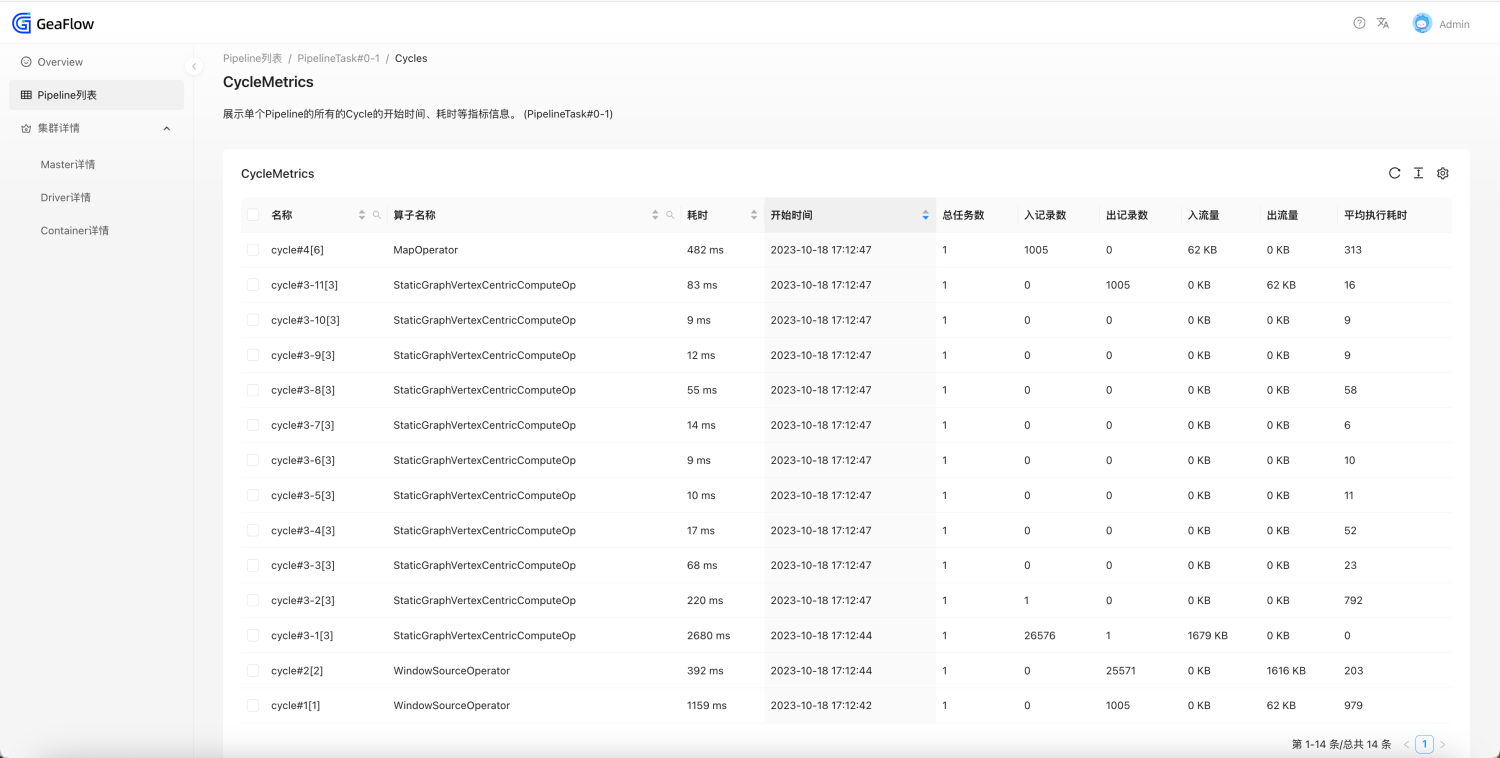 GeaFlow
Admin
Overview
Pipeline列表
集群详情
Master详情
Driver详情
Container详情
Pipeline列表 / PipelineTask#0-1 / Cycles
CycleMetrics
展示单个Pipeline的所有的Cycle的开始时间、耗时等指标信息。 (PipelineTask#0-1)
CycleMetrics
名称 算子名称 耗时 开始时间 总任务数 入记录数 出记录数 入流量 出流量 平均执行耗时
cycle#4[6] MapOperator 482 ms 2023-10-18 17:12:47 1 1005 0 62 KB 0 KB 313
cycle#3-11[3] StaticGraphVertexCentricComputeOp 83 ms 2023-10-18 17:12:47 1 0 1005 0 KB 62 KB 16
cycle#3-10[3] StaticGraphVertexCentricComputeOp 9 ms 2023-10-18 17:12:47 1 0 0 0 KB 0 KB 9
cycle#3-9[3] StaticGraphVertexCentricComputeOp 12 ms 2023-10-18 17:12:47 1 0 0 0 KB 0 KB 9
cycle#3-8[3] StaticGraphVertexCentricComputeOp 55 ms 2023-10-18 17:12:47 1 0 0 0 KB 0 KB 58
cycle#3-7[3] StaticGraphVertexCentricComputeOp 14 ms 2023-10-18 17:12:47 1 0 0 0 KB 0 KB 6
cycle#3-6[3] StaticGraphVertexCentricComputeOp 9 ms 2023-10-18 17:12:47 1 0 0 0 KB 0 KB 10
cycle#3-5[3] StaticGraphVertexCentricComputeOp 10 ms 2023-10-18 17:12:47 1 0 0 0 KB 0 KB 11
cycle#3-4[3] StaticGraphVertexCentricComputeOp 17 ms 2023-10-18 17:12:47 1 0 0 0 KB 0 KB 52
cycle#3-3[3] StaticGraphVertexCentricComputeOp 68 ms 2023-10-18 17:12:47 1 0 0 0 KB 0 KB 23
cycle#3-2[3] StaticGraphVertexCentricComputeOp 220 ms 2023-10-18 17:12:47 1 1 0 0 KB 0 KB 792
cycle#3-1[3] StaticGraphVertexCentricComputeOp 2680 ms 2023-10-18 17:12:44 1 26576 1 1679 KB 0 KB 0
cycle#2[2] WindowSourceOperator 392 ms 2023-10-18 17:12:44 1 0 25571 0 KB 1616 KB 203
cycle#1[1] WindowSourceOperator 1159 ms 2023-10-18 17:12:42 1 0 1005 0 KB 62 KB 979
第 1-14 条/总共 14 条 < 1 >